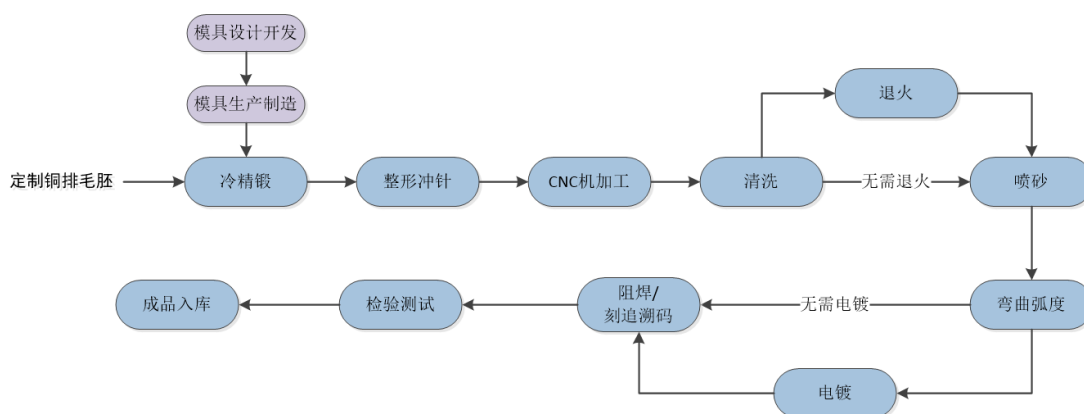 模具设计开发
模具生产制造
退火
定制铜排毛胚
冷精锻
整形冲针
CNC机加工
清洗
无需退火
喷砂
成品入库
检验测试
阻焊/
刻追溯码
无需电镀
弯曲弧度
电镀